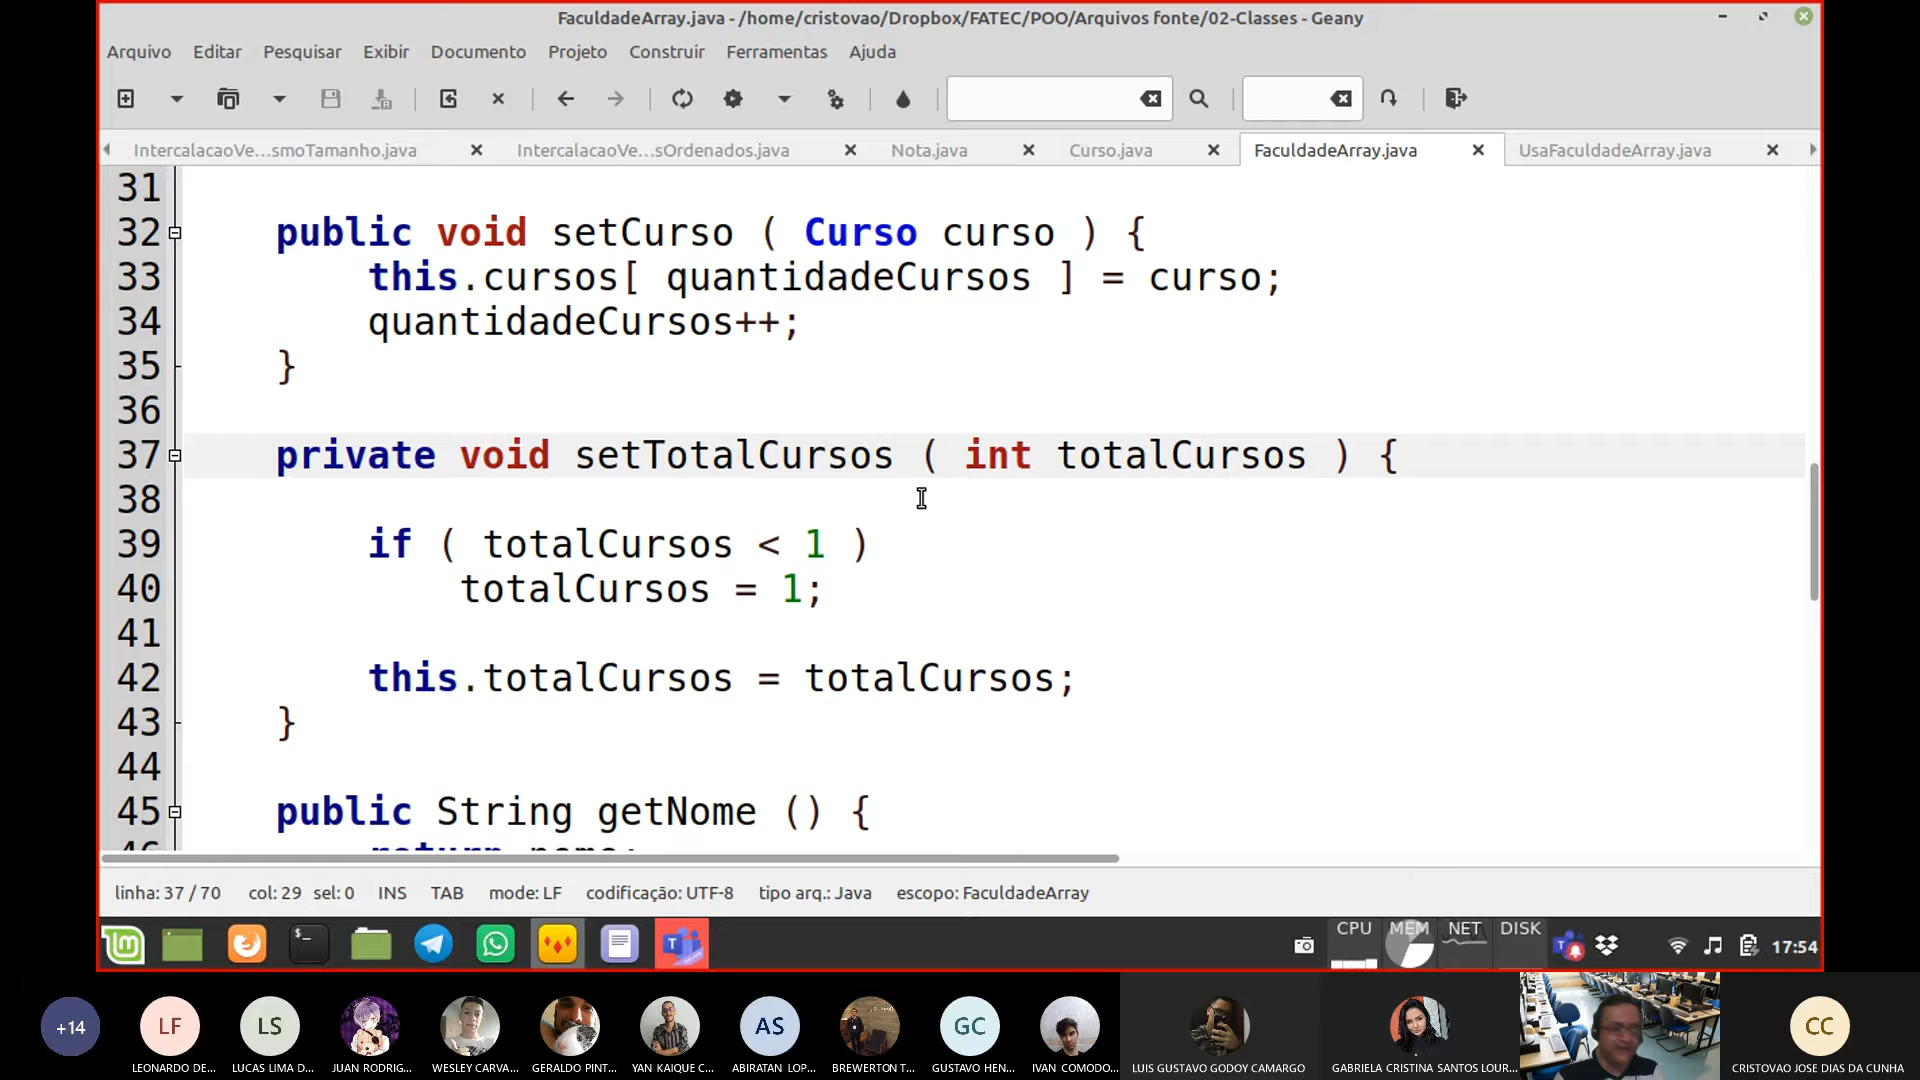 FaculdadeArray.java - /home/cristovao/Dropbox/FATEC/POO/Arquivos fonte/02-Classes - Geany
Arquivo Editar Pesquisar Exibir Documento Projeto Construir Ferramentas Ajuda
IntercalacaoVe...smoTamanho.java IntercalacaoVe...sOrdenados.java Nota.java Curso.java FaculdadeArray.java UsaFaculdadeArray.java
31
32 public void setCurso ( Curso curso ) {
33 this.cursos[ quantidadeCursos ] = curso;
34 quantidadeCursos++;
35 }
36
37 private void setTotalCursos ( int totalCursos ) {
38
39 if ( totalCursos < 1 )
40 totalCursos = 1;
41
42 this.totalCursos = totalCursos;
43 }
44
45 public String getNome () {
46 return nome;
linha: 37 / 70 col: 29 sel: 0 INS TAB mode: LF codificação: UTF-8 tipo arq.: Java escopo: FaculdadeArray
CPU MEM NET DISK 17:54
+14 LF LS AS GC CC
LEONARDO DE... LUCAS LIMA D... JUAN RODRIG... WESLEY CARVA... GERALDO PINT... YAN KAIQUE C... ABIRATAN LOP... BREWERTON T... GUSTAVO HEN... IVAN COMODO... LUIS GUSTAVO GODOY CAMARGO GABRIELA CRISTINA SANTOS LOUR... CRISTOVAO JOSE DIAS DA CUNHA